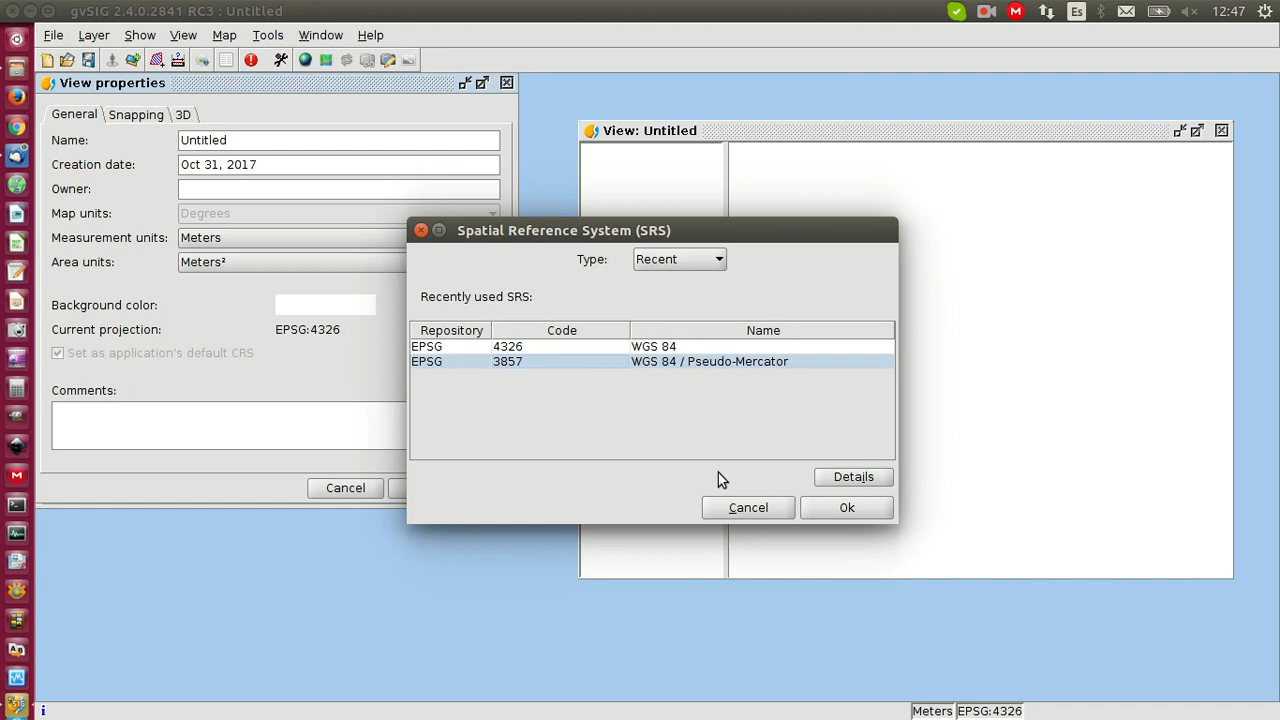 gvSIG 2.4.0.2841 RC3 : Untitled
Es
12:47
File Layer Show View Map Tools Window Help
View properties
General Snapping 3D
Name: Untitled
Creation date: Oct 31, 2017
Owner:
Map units: Degrees
Measurement units: Meters
Area units: Meters²
Background color:
Current projection: EPSG:4326
Set as application's default CRS
Comments:
Cancel
View: Untitled
Spatial Reference System (SRS)
Type: Recent
Recently used SRS:
Repository Code Name
EPSG 4326 WGS 84
EPSG 3857 WGS 84 / Pseudo-Mercator
Details
Cancel Ok
Meters EPSG:4326